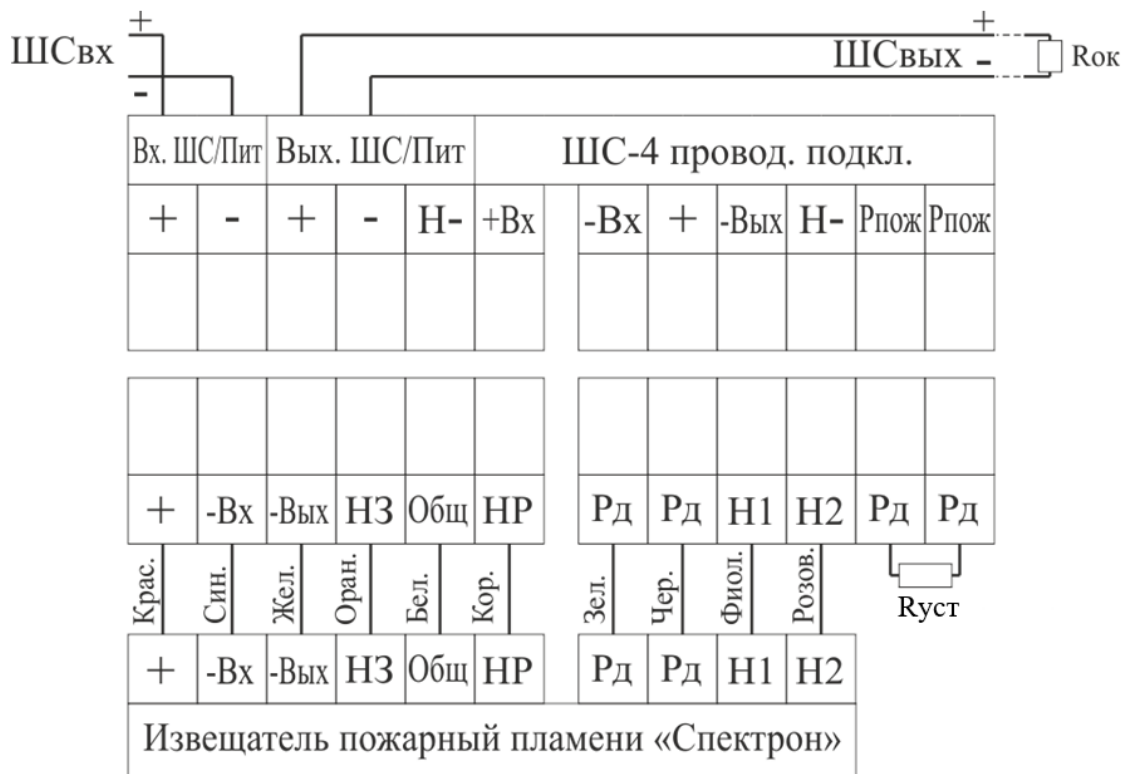 + +
ШСвх ШСвых - Rок
-
Вх. ШС/Пит Вых. ШС/Пит ШС-4 провод. подкл.
+ - + - Н- +Вх -Вх + -Вых Н- Рпож Рпож
+ -Вх -Вых НЗ Общ НР Рд Рд Н1 Н2 Рд Рд
Крас. Син. Жел. Оран. Бел. Кор. Зел. Чер. Фиол. Розов.
Rуст
+ -Вх -Вых НЗ Общ НР Рд Рд Н1 Н2
Извещатель пожарный пламени «Спектрон»